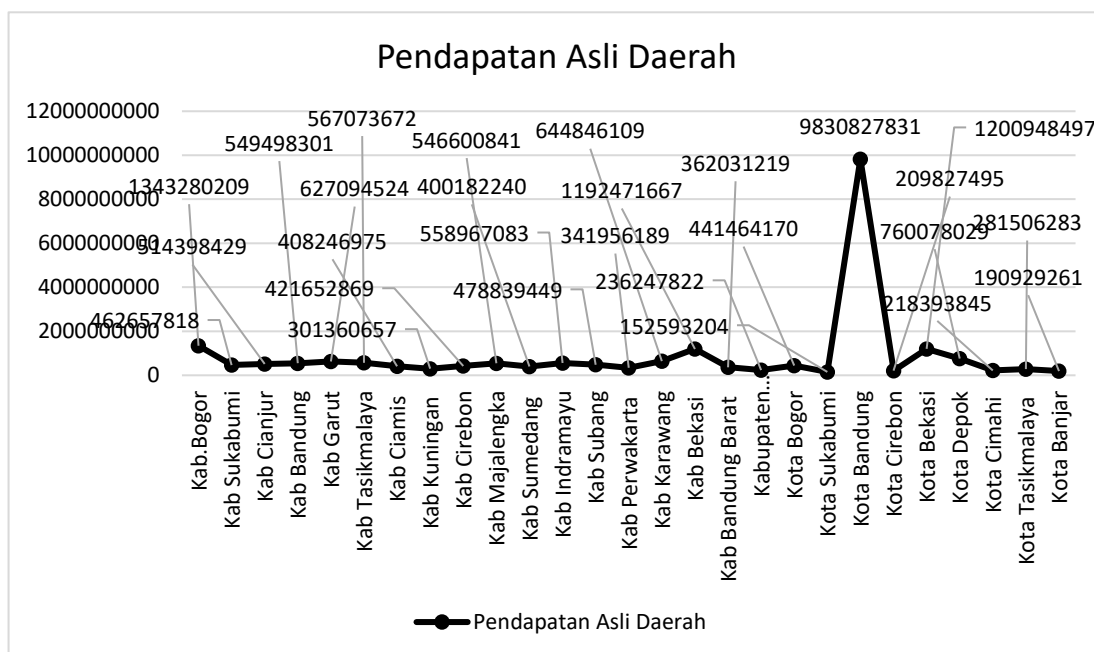 Pendapatan Asli Daerah
12000000000
10000000000
8000000000
6000000000
4000000000
2000000000
0
1343280209
462657818
514398429
549498301
627094524
567073672
408246975
301360657
421652869
546600841
400182240
558967083
478839449
341956189
644846109
1192471667
362031219
236247822
441464170
152593204
9830827831
209827495
1200948497
760078029
218393845
281506283
190929261
Kab.Bogor
Kab Sukabumi
Kab Cianjur
Kab Bandung
Kab Garut
Kab Tasikmalaya
Kab Ciamis
Kab Kuningan
Kab Cirebon
Kab Majalengka
Kab Sumedang
Kab Indramayu
Kab Subang
Kab Perwakarta
Kab Karawang
Kab Bekasi
Kab Bandung Barat
Kabupaten…
Kota Bogor
Kota Sukabumi
Kota Bandung
Kota Cirebon
Kota Bekasi
Kota Depok
Kota Cimahi
Kota Tasikmalaya
Kota Banjar
Pendapatan Asli Daerah